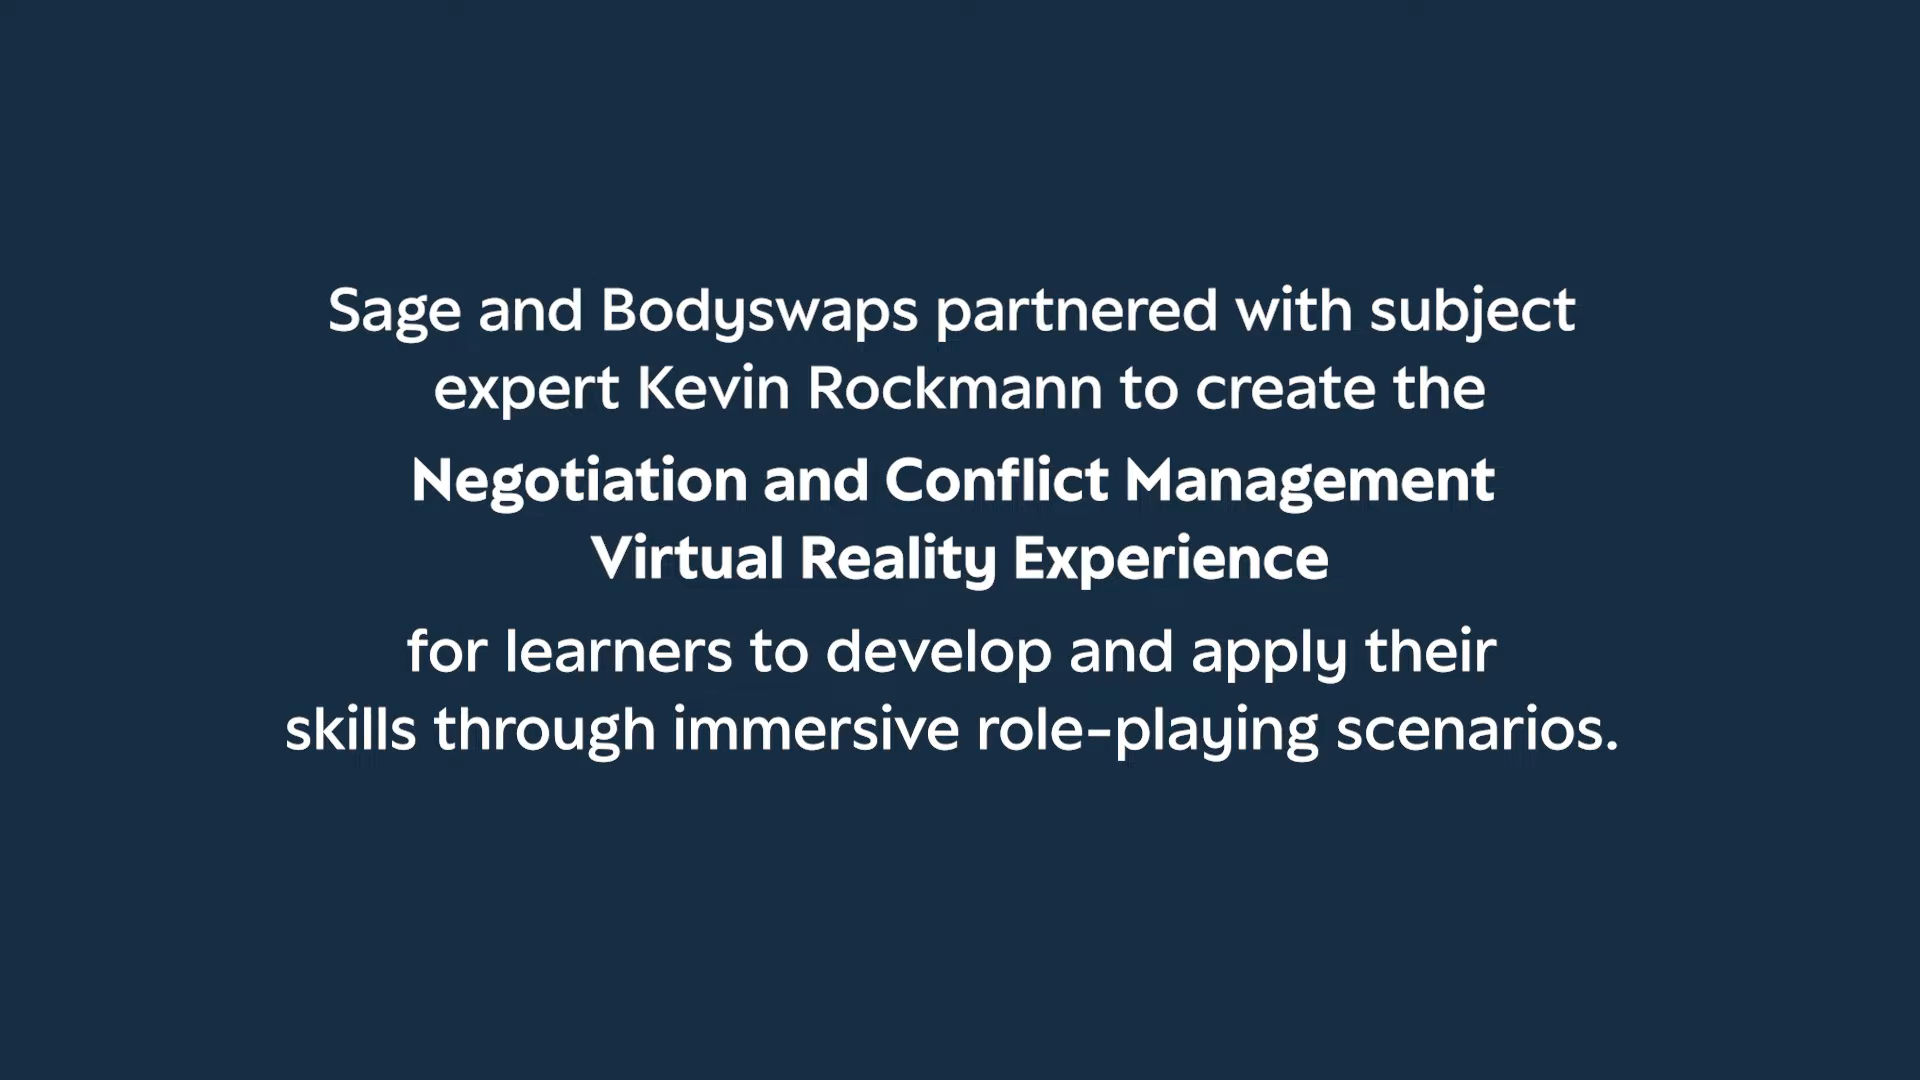 Sage and Bodyswaps partnered with subject
expert Kevin Rockmann to create the
Negotiation and Conflict Management
Virtual Reality Experience
for learners to develop and apply their
skills through immersive role-playing scenarios.